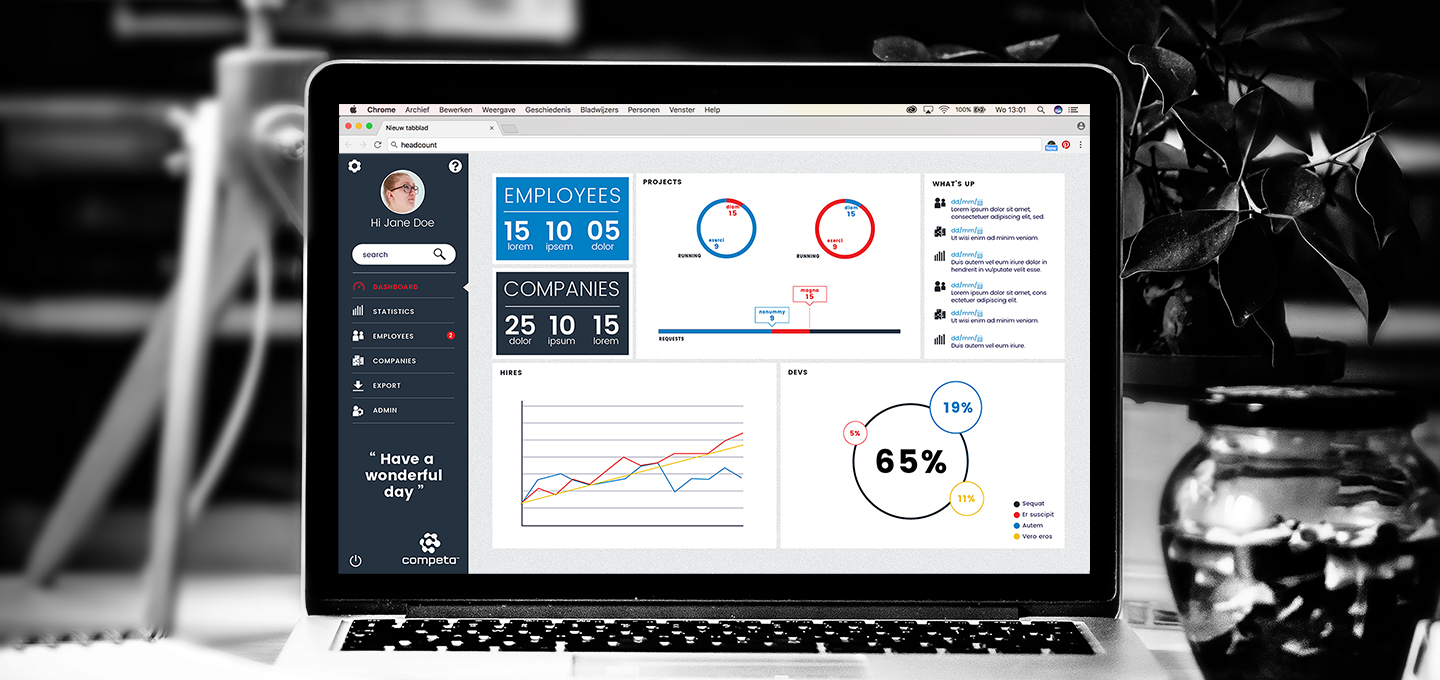 Chrome Archief Bewerken Weergave Geschiedenis Bladwijzers Personen Venster Help 100% Wo 13:01
Nieuw tabblad
headcount
Hi Jane Doe
search
DASHBOARD
STATISTICS
EMPLOYEES 2
COMPANIES
EXPORT
ADMIN
“ Have a
wonderful
day ”
competa™
EMPLOYEES
15 10 05
lorem ipsem dolor
COMPANIES
25 10 15
dolor ipsum lorem
PROJECTS
diam
15
exerci
9
RUNNING
diam
15
exerci
9
RUNNING
magna
15
nonummy
9
REQUESTS
WHAT'S UP
dd/mm/jjj
Lorem ipsum dolor sit amet,
consectetuer adipiscing elit, sed.
dd/mm/jjj
Ut wisi enim ad minim veniam.
dd/mm/jjj
Duis autem vel eum iriure dolor in
hendrerit in vulputate velit esse.
dd/mm/jjj
Lorem ipsum dolor sit amet, cons
ectetuer adipiscing elit.
dd/mm/jjj
Ut wisi enim ad minim veniam.
dd/mm/jjj
Duis autem vel eum iriure.
HIRES
DEVS
19%
5%
65%
11%
Sequat
Er suscipit
Autem
Vero eros